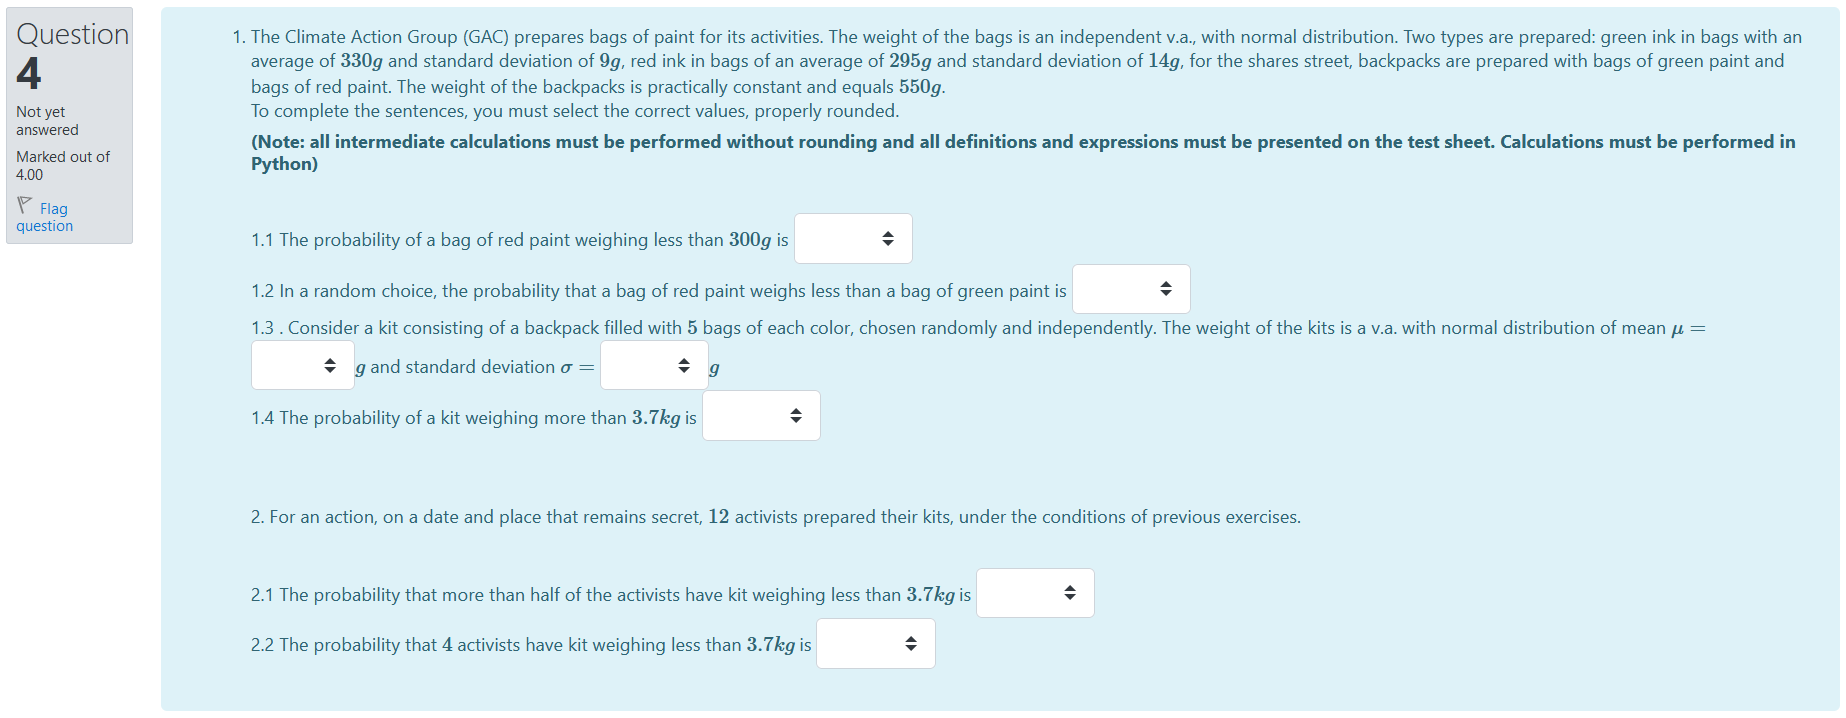 Question
4
Not yet
answered
Marked out of
4.00
Flag
question
1. The Climate Action Group (GAC) prepares bags of paint for its activities. The weight of the bags is an independent v.a., with normal distribution. Two types are prepared: green ink in bags with an
average of 330g and standard deviation of 9g, red ink in bags of an average of 295g and standard deviation of 14g, for the shares street, backpacks are prepared with bags of green paint and
bags of red paint. The weight of the backpacks is practically constant and equals 550g.
To complete the sentences, you must select the correct values, properly rounded.
(Note: all intermediate calculations must be performed without rounding and all definitions and expressions must be presented on the test sheet. Calculations must be performed in
Python)
1.1 The probability of a bag of red paint weighing less than 300g is
1.2 In a random choice, the probability that a bag of red paint weighs less than a bag of green paint is
1.3 . Consider a kit consisting of a backpack filled with 5 bags of each color, chosen randomly and independently. The weight of the kits is a v.a. with normal distribution of mean μ =
g and standard deviation σ = g
1.4 The probability of a kit weighing more than 3.7kg is
2. For an action, on a date and place that remains secret, 12 activists prepared their kits, under the conditions of previous exercises.
2.1 The probability that more than half of the activists have kit weighing less than 3.7kg is
2.2 The probability that 4 activists have kit weighing less than 3.7kg is